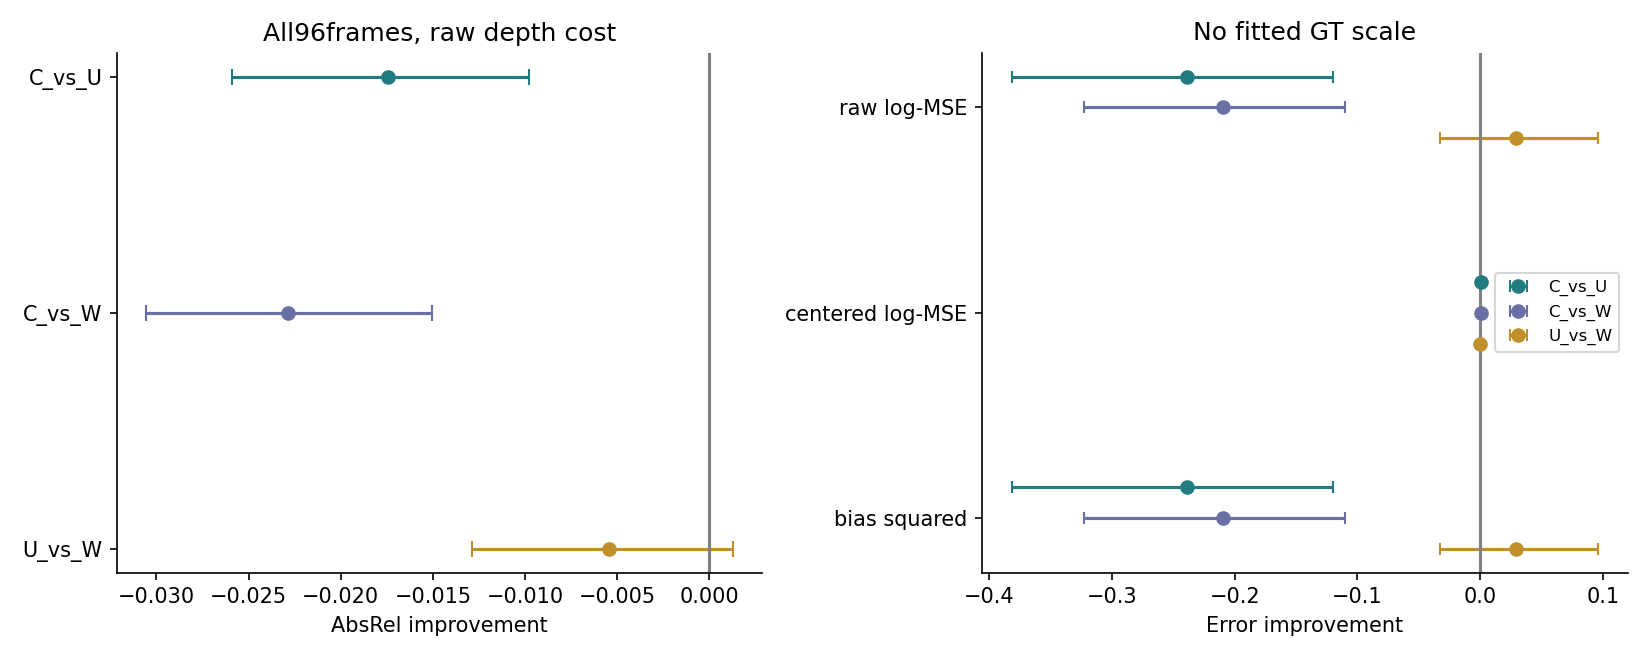 All96frames, raw depth cost
C_vs_U
C_vs_W
U_vs_W
−0.030 −0.025 −0.020 −0.015 −0.010 −0.005 0.000
AbsRel improvement
No fitted GT scale
raw log-MSE
centered log-MSE
bias squared
C_vs_U
C_vs_W
U_vs_W
−0.4 −0.3 −0.2 −0.1 0.0 0.1
Error improvement